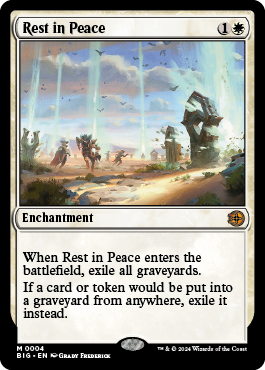 Rest in Peace 1
Enchantment
When Rest in Peace enters the
battlefield, exile all graveyards.
If a card or token would be put into
a graveyard from anywhere, exile it
instead.
M 0004
BIG • EN Grady Frederick
™ & © 2024 Wizards of the Coast